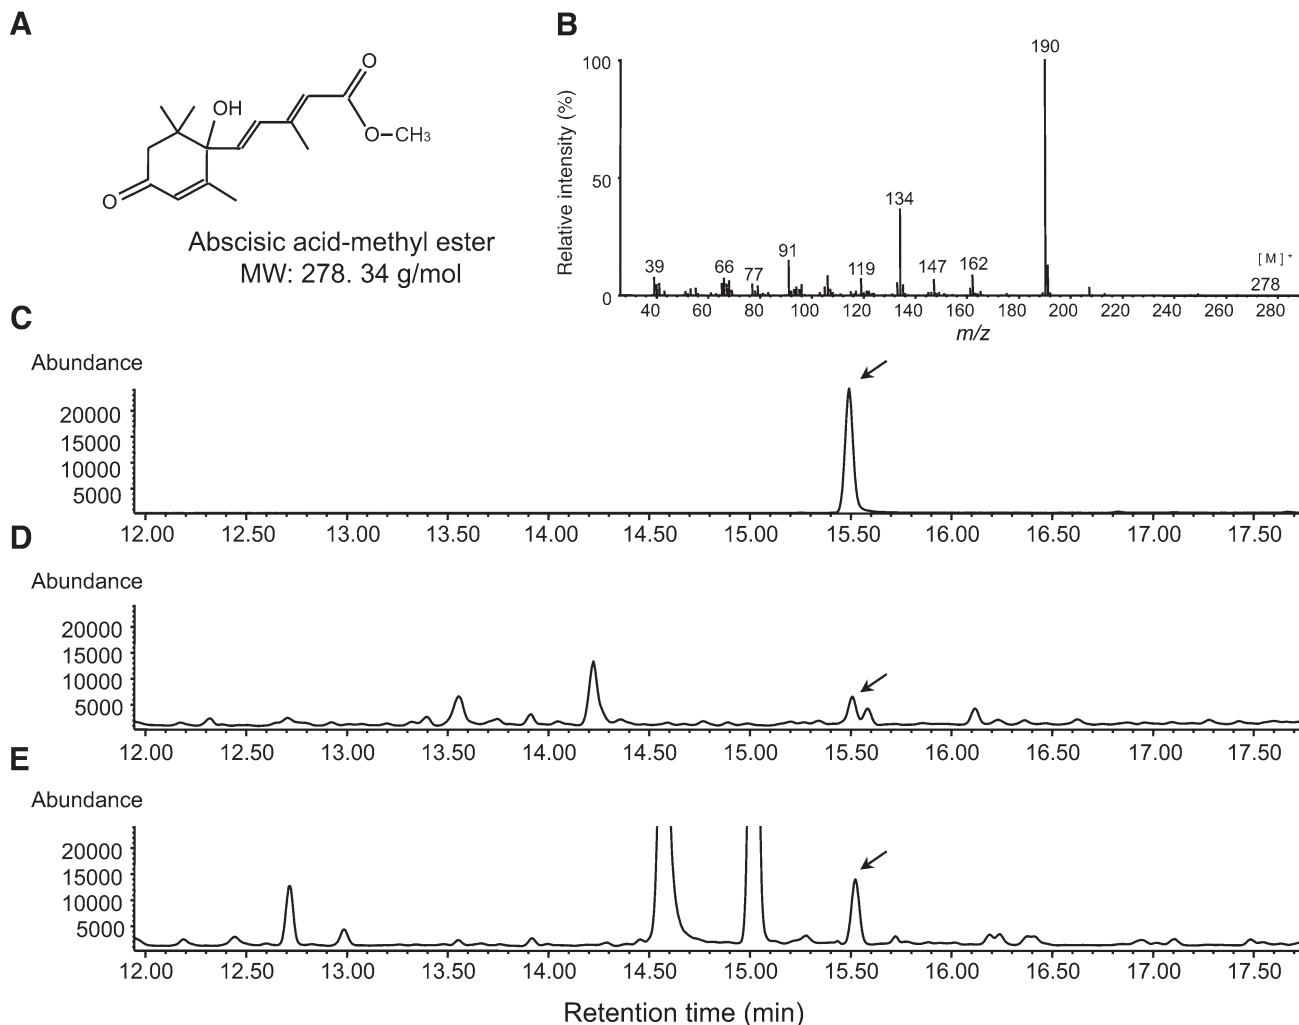 A
OH
O
O
O–CH3
Abscisic acid-methyl ester
MW: 278. 34 g/mol
B
Relative intensity (%)
100
50
0
39
66
77
91
119
134
147
162
190
[ M ] +
278
40 60 80 100 120 140 160 180 200 220 240 260 280
m/z
C
Abundance
20000
15000
10000
5000
12.00 12.50 13.00 13.50 14.00 14.50 15.00 15.50 16.00 16.50 17.00 17.50
D
Abundance
20000
15000
10000
5000
12.00 12.50 13.00 13.50 14.00 14.50 15.00 15.50 16.00 16.50 17.00 17.50
E
Abundance
20000
15000
10000
5000
12.00 12.50 13.00 13.50 14.00 14.50 15.00 15.50 16.00 16.50 17.00 17.50
Retention time (min)